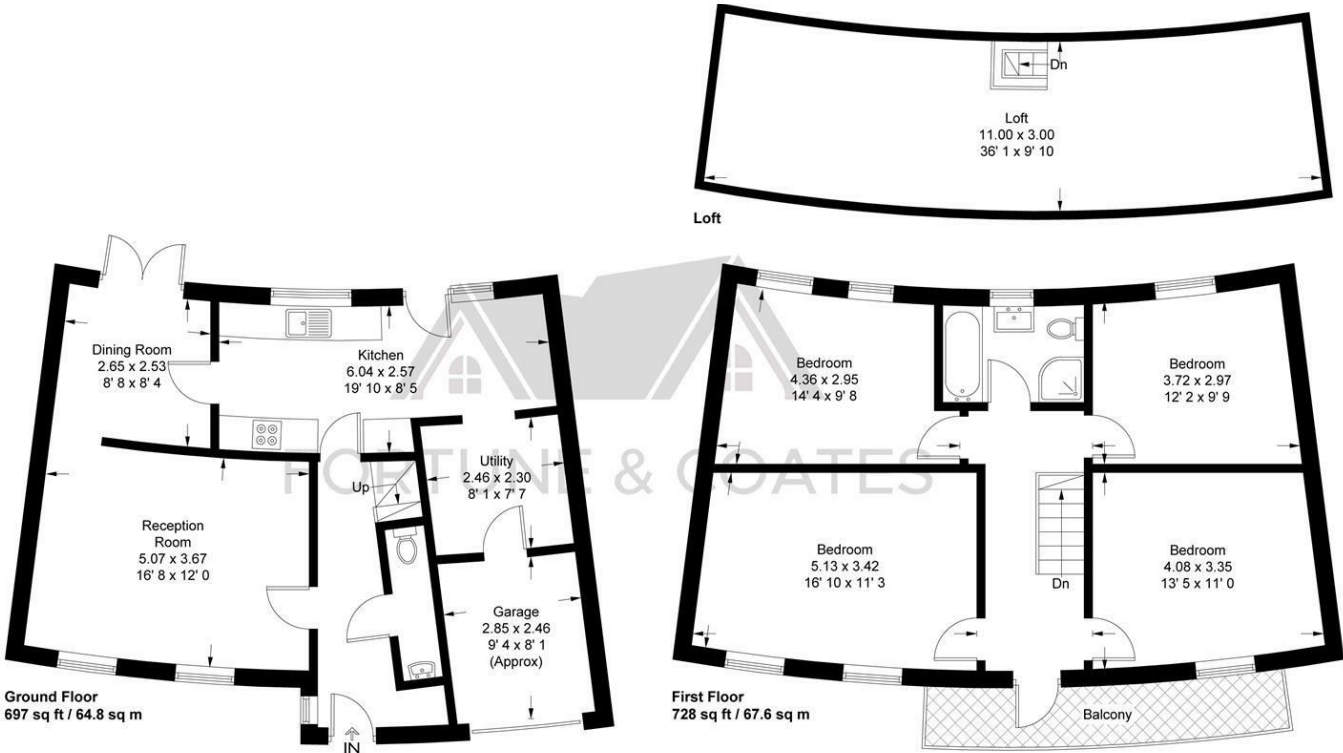 Dn
Loft
11.00 x 3.00
36' 1 x 9' 10
Loft
Dining Room
2.65 x 2.53
8' 8 x 8' 4
Kitchen
6.04 x 2.57
19' 10 x 8' 5
Utility
2.46 x 2.30
8' 1 x 7' 7
Up
Reception
Room
5.07 x 3.67
16' 8 x 12' 0
Garage
2.85 x 2.46
9' 4 x 8' 1
(Approx)
IN
Ground Floor
697 sq ft / 64.8 sq m
Bedroom
4.36 x 2.95
14' 4 x 9' 8
Bedroom
3.72 x 2.97
12' 2 x 9' 9
Bedroom
5.13 x 3.42
16' 10 x 11' 3
Dn
Bedroom
4.08 x 3.35
13' 5 x 11' 0
Balcony
First Floor
728 sq ft / 67.6 sq m
FORTUNE & COATES